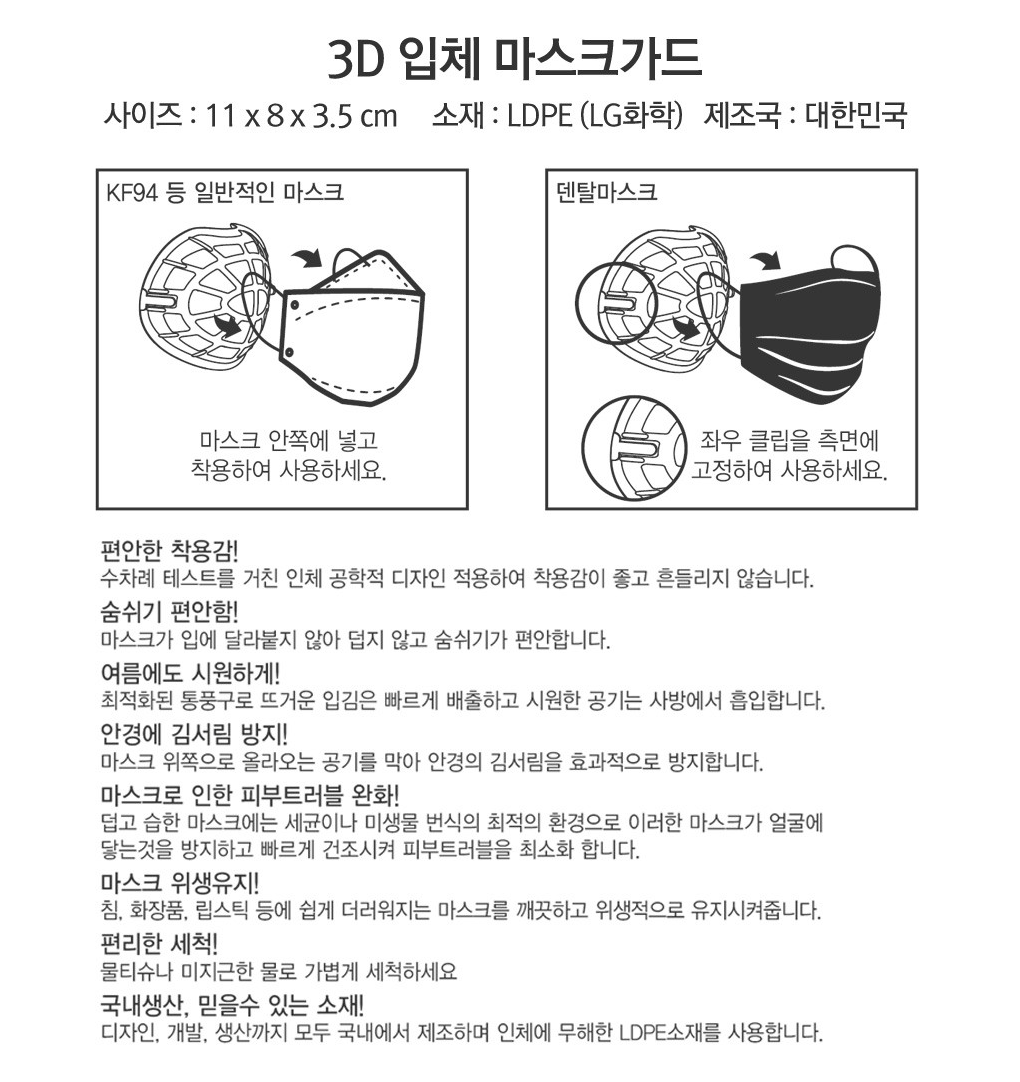 3D 입체 마스크가드
사이즈 : 11 x 8 x 3.5 cm 소재 : LDPE (LG화학) 제조국 : 대한민국
KF94 등 일반적인 마스크
마스크 안쪽에 넣고
착용하여 사용하세요.
덴탈마스크
좌우 클립을 측면에
고정하여 사용하세요.
편안한 착용감!
수차례 테스트를 거친 인체 공학적 디자인 적용하여 착용감이 좋고 흔들리지 않습니다.
숨쉬기 편안함!
마스크가 입에 달라붙지 않아 덥지 않고 숨쉬기가 편안합니다.
여름에도 시원하게!
최적화된 통풍구로 뜨거운 입김은 빠르게 배출하고 시원한 공기는 사방에서 흡입합니다.
안경에 김서림 방지!
마스크 위쪽으로 올라오는 공기를 막아 안경의 김서림을 효과적으로 방지합니다.
마스크로 인한 피부트러블 완화!
덥고 습한 마스크에는 세균이나 미생물 번식의 최적의 환경으로 이러한 마스크가 얼굴에
닿는것을 방지하고 빠르게 건조시켜 피부트러블을 최소화 합니다.
마스크 위생유지!
침, 화장품, 립스틱 등에 쉽게 더러워지는 마스크를 깨끗하고 위생적으로 유지시켜줍니다.
편리한 세척!
물티슈나 미지근한 물로 가볍게 세척하세요
국내생산, 믿을수 있는 소재!
디자인, 개발, 생산까지 모두 국내에서 제조하며 인체에 무해한 LDPE소재를 사용합니다.